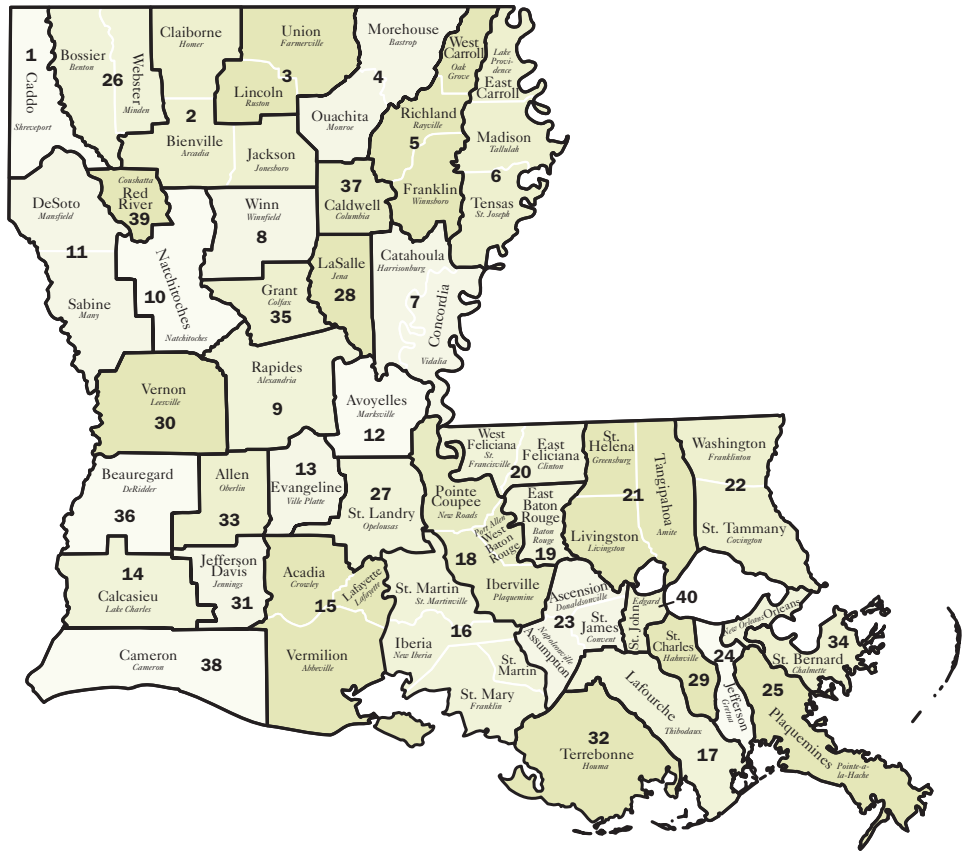 1
Caddo
Shreveport
Bossier
Benton
26
Webster
Minden
Claiborne
Homer
2
Bienville
Arcadia
Jackson
Jonesboro
Union
Farmerville
3
Lincoln
Ruston
Morehouse
Bastrop
4
Ouachita
Monroe
West
Carroll
Oak
Grove
Lake
Provi-
dence
East
Carroll
Richland
Rayville
5
Franklin
Winnsboro
Madison
Tallulah
6
Tensas
St. Joseph
DeSoto
Mansfield
11
Sabine
Many
Coushatta
Red
River
39
Natchitoches
10
Natchitoches
Winn
Winnfield
8
37
Caldwell
Columbia
Grant
Colfax
35
LaSalle
Jena
28
Catahoula
Harrisonburg
7
Concordia
Vidalia
Vernon
Leesville
30
Rapides
Alexandria
9
Avoyelles
Marksville
12
Beauregard
DeRidder
36
Allen
Oberlin
33
13
Evangeline
Ville Platte
27
St. Landry
Opelousas
Pointe
Coupee
New Roads
18
Port Allen
West
Baton
Rouge
Iberville
Plaquemine
West
Feliciana
St.
Francisville
20
East
Feliciana
Clinton
East
Baton
Rouge
Baton
Rouge
19
St.
Helena
Greensburg
21
Tangipahoa
Amite
Livingston
Livingston
Washington
Franklinton
22
St. Tammany
Covington
14
Calcasieu
Lake Charles
Jefferson
Davis
Jennings
31
Acadia
Crowley
15
Lafayette
Lafayette
Vermilion
Abbeville
Cameron
Cameron
38
St. Martin
St. Martinville
16
Iberia
New Iberia
St.
Martin
St. Mary
Franklin
Ascension
Donaldsonville
23
St.
James
Convent
Assumption
Napoleonville
Edgard
St. John
40
St.
Charles
Hahnville
29
New Orleans
Orleans
24
Jefferson
Gretna
34
St. Bernard
Chalmette
25
Plaquemines
Pointe-a-
la-Hache
Lafourche
Thibodaux
17
32
Terrebonne
Houma